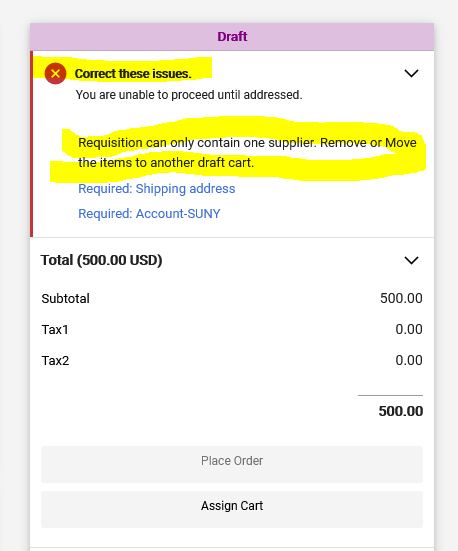 Draft
Correct these issues.
You are unable to proceed until addressed.
Requisition can only contain one supplier. Remove or Move
the items to another draft cart.
Required: Shipping address
Required: Account-SUNY
Total (500.00 USD)
Subtotal 500.00
Tax1 0.00
Tax2 0.00
500.00
Place Order
Assign Cart